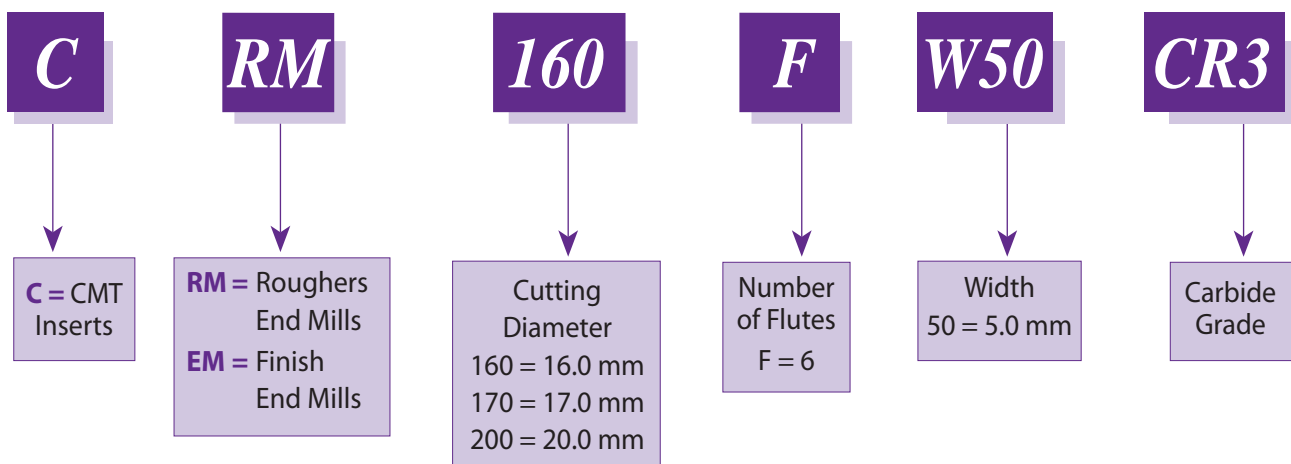 C RM 160 F W50 CR3
C = CMT
Inserts
RM = Roughers
End Mills
EM = Finish
End Mills
Cutting
Diameter
160 = 16.0 mm
170 = 17.0 mm
200 = 20.0 mm
Number
of Flutes
F = 6
Width
50 = 5.0 mm
Carbide
Grade